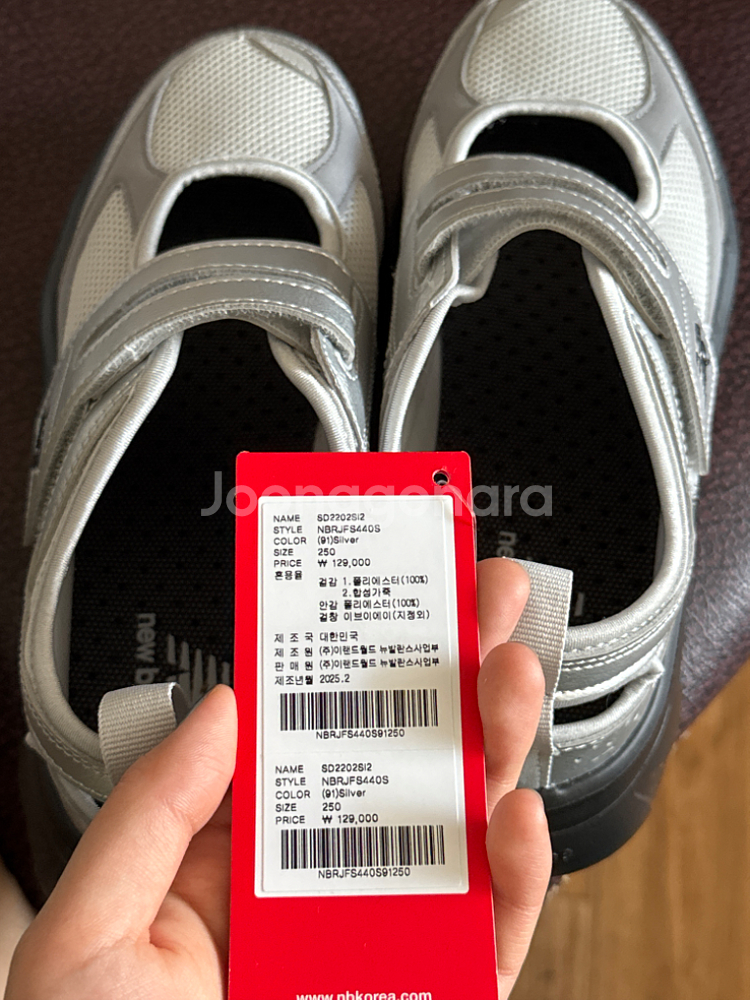 Joonggonara
NAME SD2202SI2
STYLE NBRJFS440S
COLOR (91)Silver
SIZE 250
PRICE ₩ 129,000
혼용율
겉감 1.폴리에스터(100%)
2.합성가죽
안감 폴리에스터(100%)
겉창 이브이에이(지정외)
제 조 국 대한민국
제 조 원 (주)이랜드월드 뉴발란스사업부
판 매 원 (주)이랜드월드 뉴발란스사업부
제조년월 2025.2
NBRJFS440S91250
NAME SD2202SI2
STYLE NBRJFS440S
COLOR (91)Silver
SIZE 250
PRICE ₩ 129,000
NBRJFS440S91250
www.nbkorea.com
new b
new